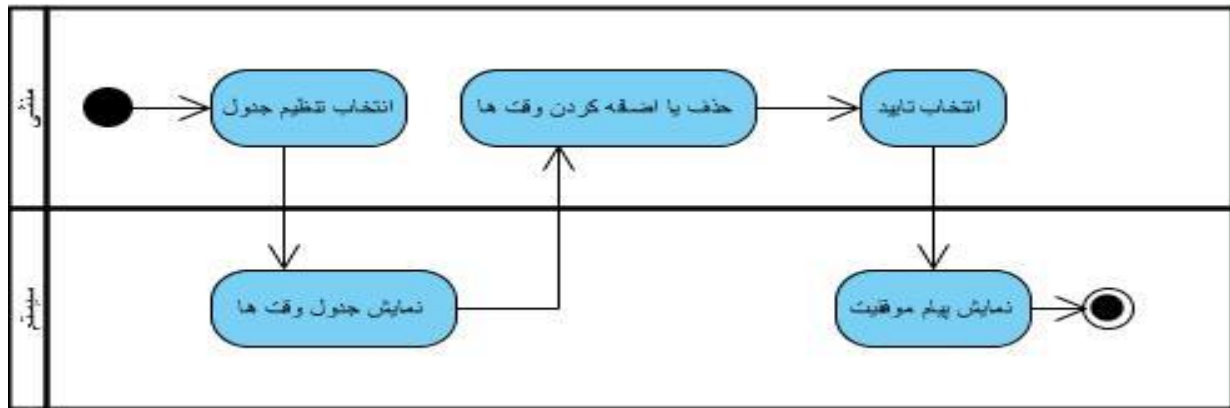 منشی
انتخاب تنظیم جدول
حذف یا اضافه کردن وقت ها
انتخاب تایید
سیستم
نمایش جدول وقت ها
نمایش پیام موفقیت